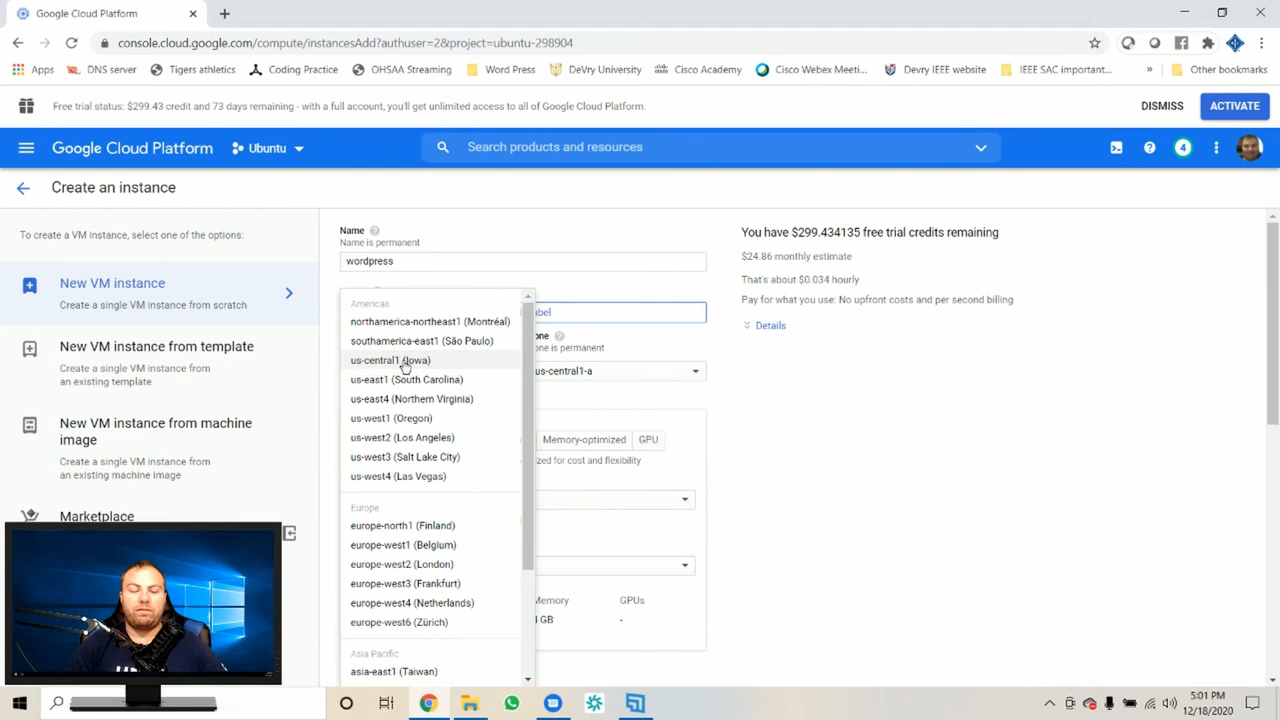 Google Cloud Platform
console.cloud.google.com/compute/instancesAdd?authuser=2&project=ubuntu-298904
Apps
DNS server
Tigers athletics
Coding Practice
OHSAA Streaming
Word Press
DeVry University
Cisco Academy
Cisco Webex Meeti...
Devry IEEE website
IEEE SAC important...
»
Other bookmarks
Free trial status: $299.43 credit and 73 days remaining - with a full account, you'll get unlimited access to all of Google Cloud Platform.
DISMISS
ACTIVATE
Google Cloud Platform
Ubuntu
Search products and resources
4
Create an instance
To create a VM instance, select one of the options:
New VM instance
Create a single VM instance from scratch
New VM instance from template
Create a single VM instance from
an existing template
New VM instance from machine
image
Create a single VM instance from
an existing machine image
Marketplace
Name
Name is permanent
wordpress
Americas
northamerica-northeast1 (Montréal)
southamerica-east1 (São Paulo)
us-central1 (Iowa)
us-east1 (South Carolina)
us-east4 (Northern Virginia)
us-west1 (Oregon)
us-west2 (Los Angeles)
us-west3 (Salt Lake City)
us-west4 (Las Vegas)
Europe
europe-north1 (Finland)
europe-west1 (Belgium)
europe-west2 (London)
europe-west3 (Frankfurt)
europe-west4 (Netherlands)
europe-west6 (Zürich)
Asia Pacific
asia-east1 (Taiwan)
abel
one
one is permanent
us-central1-a
Memory-optimized
GPU
zed for cost and flexibility
Memory
GPUs
GB
-
You have $299.434135 free trial credits remaining
$24.86 monthly estimate
That's about $0.034 hourly
Pay for what you use: No upfront costs and per second billing
Details
5:01 PM
12/18/2020